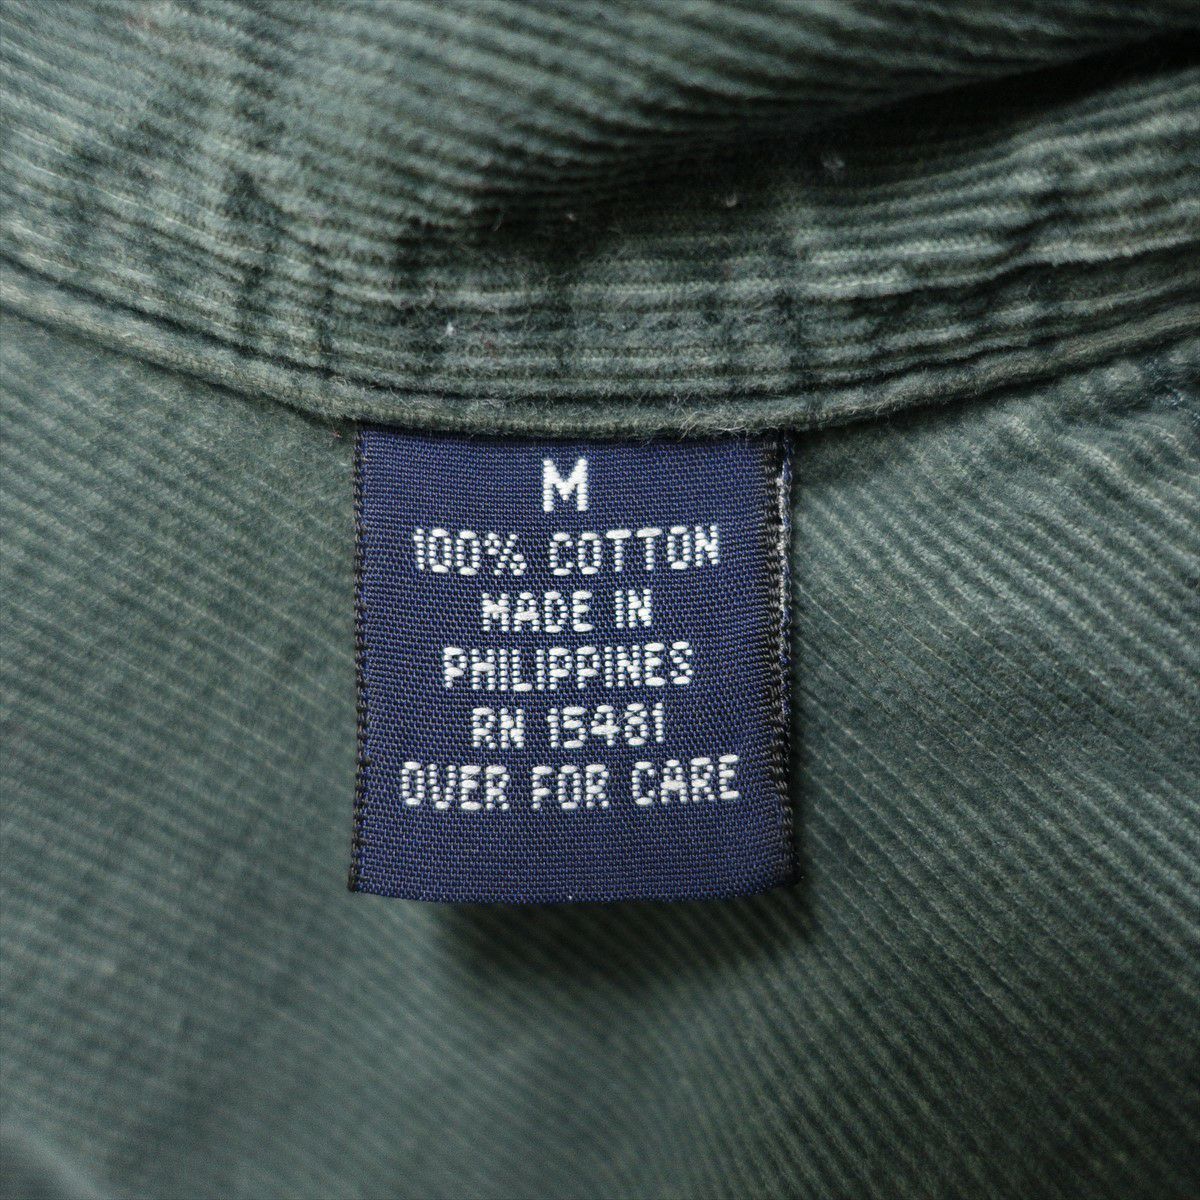 M
100% COTTON
MADE IN
PHILIPPINES
RN 15481
OVER FOR CARE